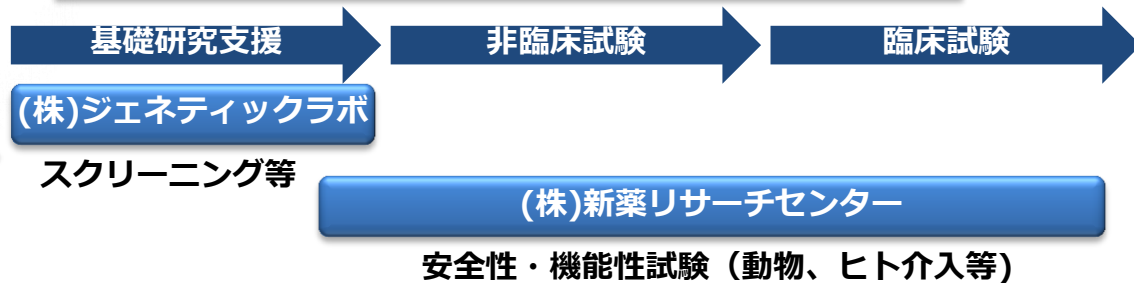 基礎研究支援
非臨床試験
臨床試験
(株)ジェネティックラボ
スクリーニング等
(株)新薬リサーチセンター
安全性・機能性試験（動物、ヒト介入等)